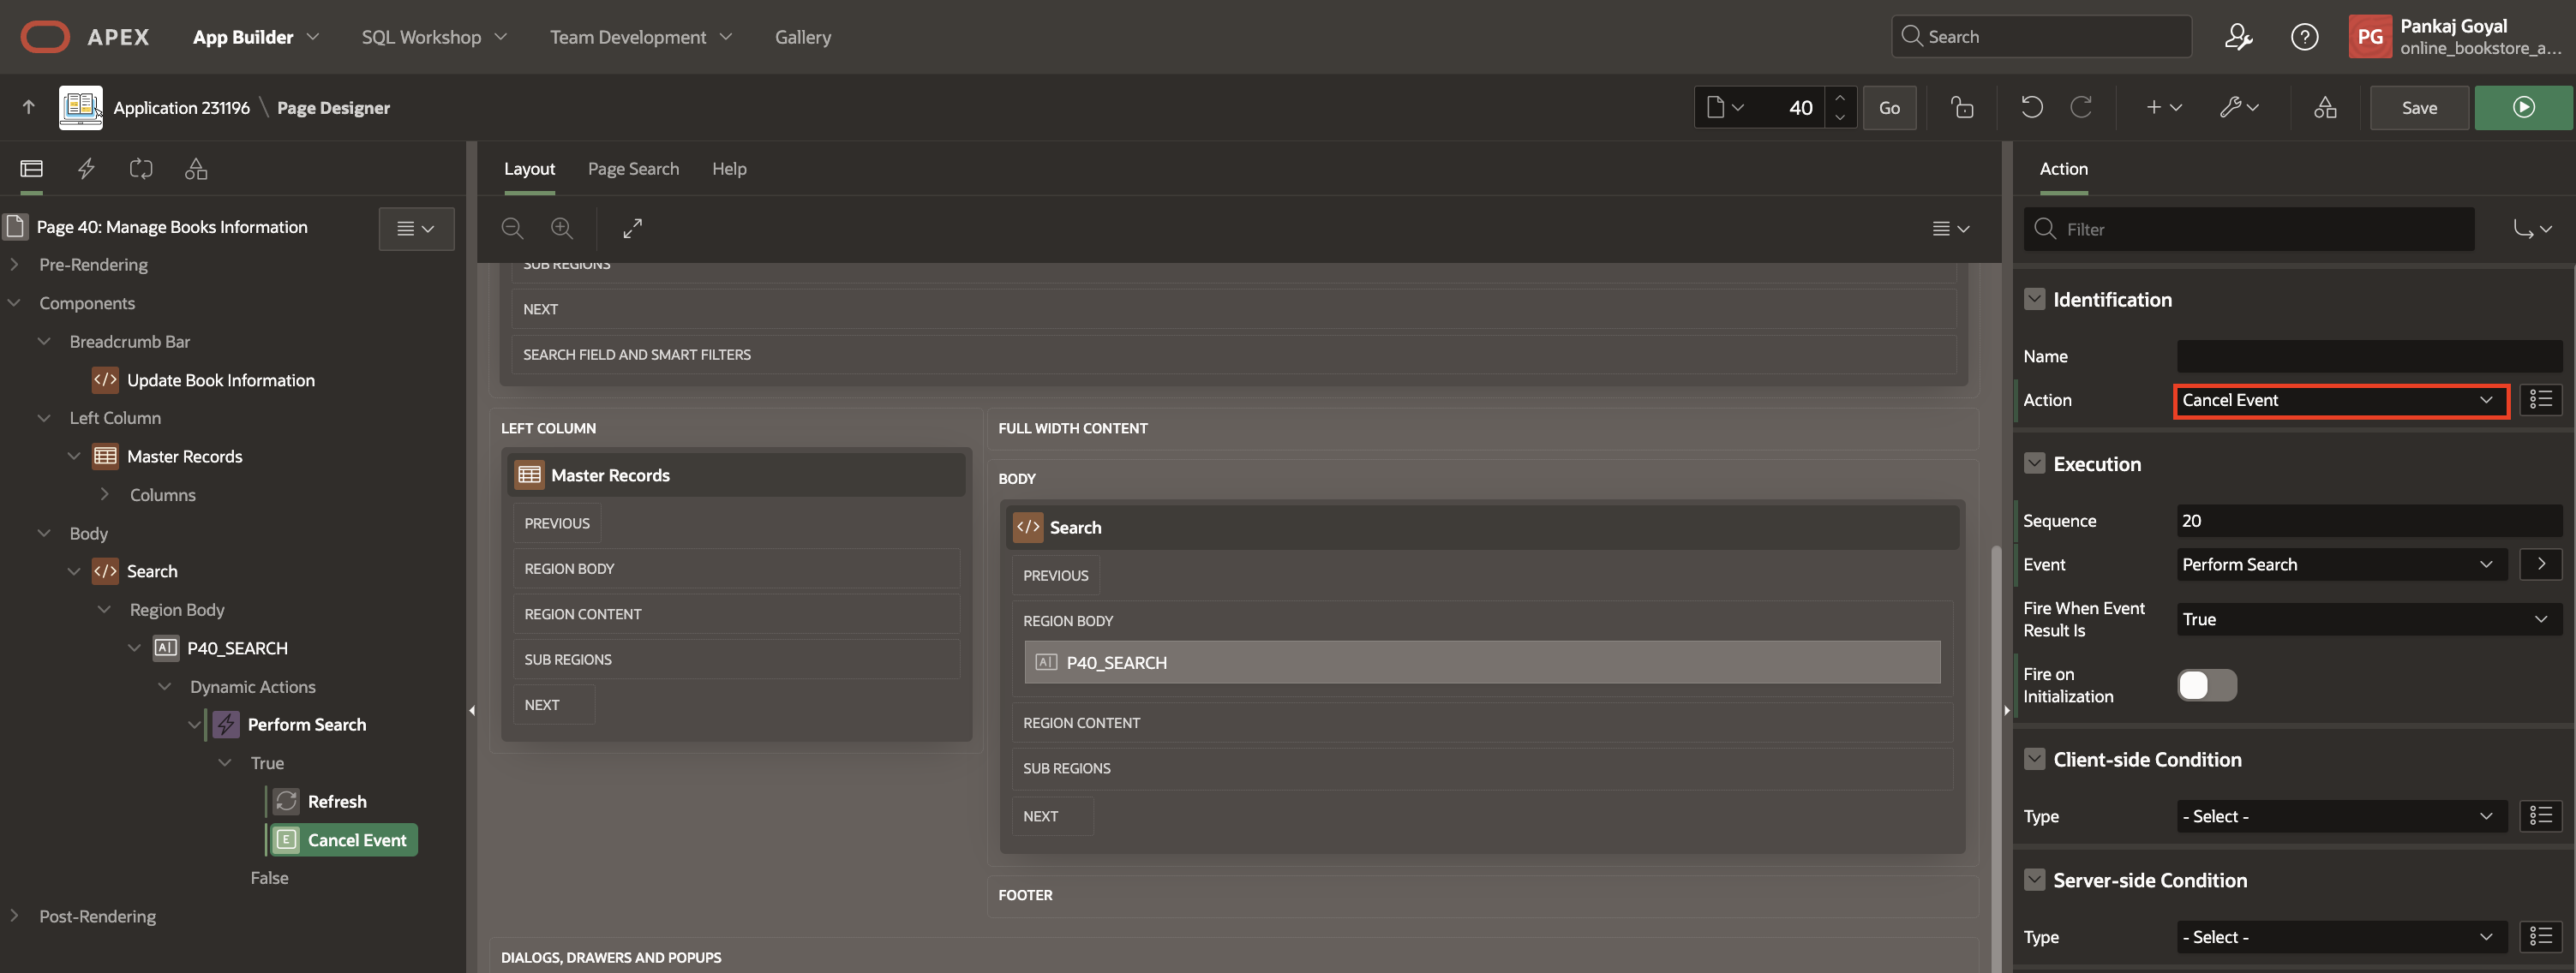 APEX App Builder SQL Workshop Team Development Gallery Search PG Pankaj Goyal
online_bookstore_a...
Application 231196 \ Page Designer 40 Go Save
Layout Page Search Help Action
Page 40: Manage Books Information
Filter
Pre-Rendering
Components
Breadcrumb Bar
Update Book Information
Left Column
Master Records
Columns
Body
Search
Region Body
P40_SEARCH
Dynamic Actions
Perform Search
True
Refresh
Cancel Event
False
Post-Rendering
SUB REGIONS
NEXT
SEARCH FIELD AND SMART FILTERS
LEFT COLUMN
Master Records
PREVIOUS
REGION BODY
REGION CONTENT
SUB REGIONS
NEXT
FULL WIDTH CONTENT
BODY
Search
PREVIOUS
REGION BODY
P40_SEARCH
REGION CONTENT
SUB REGIONS
NEXT
FOOTER
DIALOGS, DRAWERS AND POPUPS
Identification
Name
Action Cancel Event
Execution
Sequence 20
Event Perform Search
Fire When Event
Result Is
True
Fire on
Initialization
Client-side Condition
Type - Select -
Server-side Condition
Type - Select -